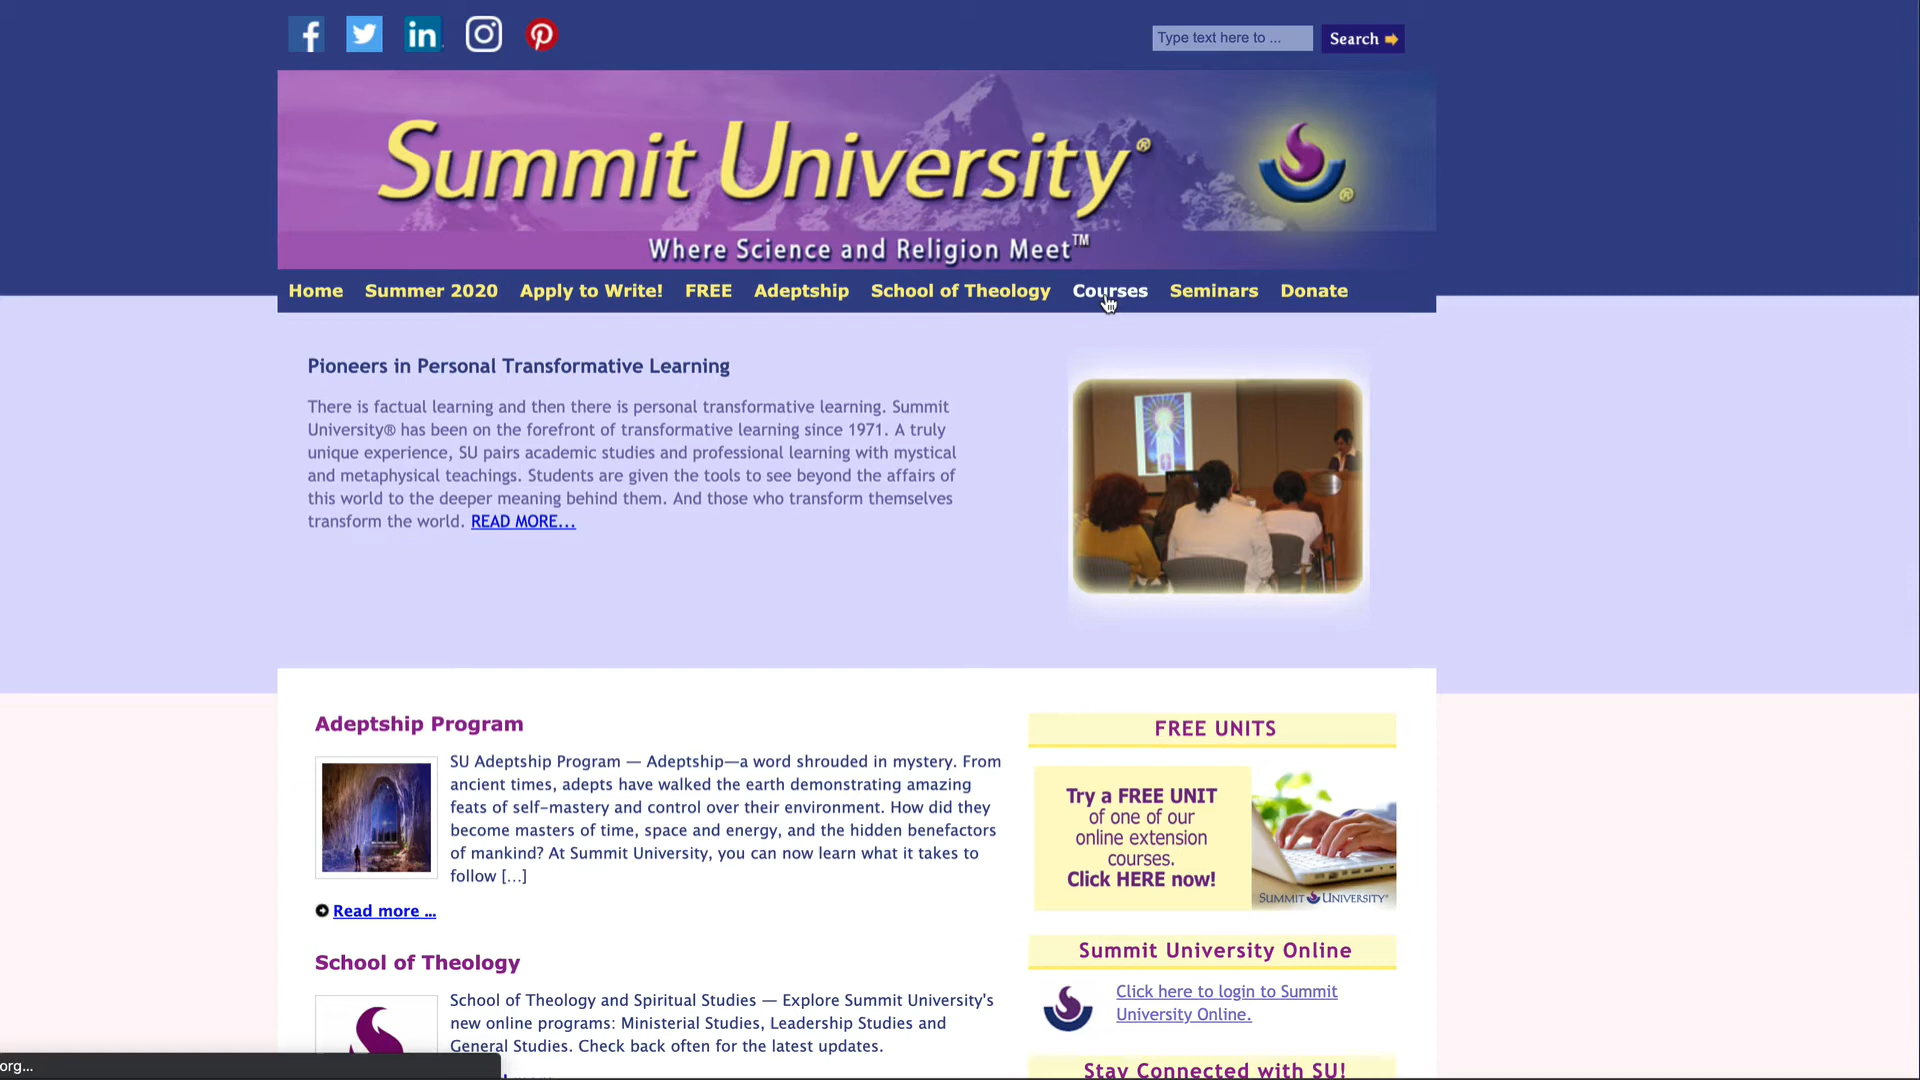 Type text here to ...
Search
Summit University®
Where Science and Religion Meet™
Home Summer 2020 Apply to Write! FREE Adeptship School of Theology Courses Seminars Donate
Pioneers in Personal Transformative Learning
There is factual learning and then there is personal transformative learning. Summit
University® has been on the forefront of transformative learning since 1971. A truly
unique experience, SU pairs academic studies and professional learning with mystical
and metaphysical teachings. Students are given the tools to see beyond the affairs of
this world to the deeper meaning behind them. And those who transform themselves
transform the world. READ MORE...
Adeptship Program
SU Adeptship Program — Adeptship—a word shrouded in mystery. From
ancient times, adepts have walked the earth demonstrating amazing
feats of self-mastery and control over their environment. How did they
become masters of time, space and energy, and the hidden benefactors
of mankind? At Summit University, you can now learn what it takes to
follow [...]
Read more ...
School of Theology
School of Theology and Spiritual Studies — Explore Summit University's
new online programs: Ministerial Studies, Leadership Studies and
General Studies. Check back often for the latest updates.
FREE UNITS
Try a FREE UNIT
of one of our
online extension
courses.
Click HERE now!
SUMMIT UNIVERSITY®
Summit University Online
Click here to login to Summit
University Online.
Stay Connected with SU!
org...